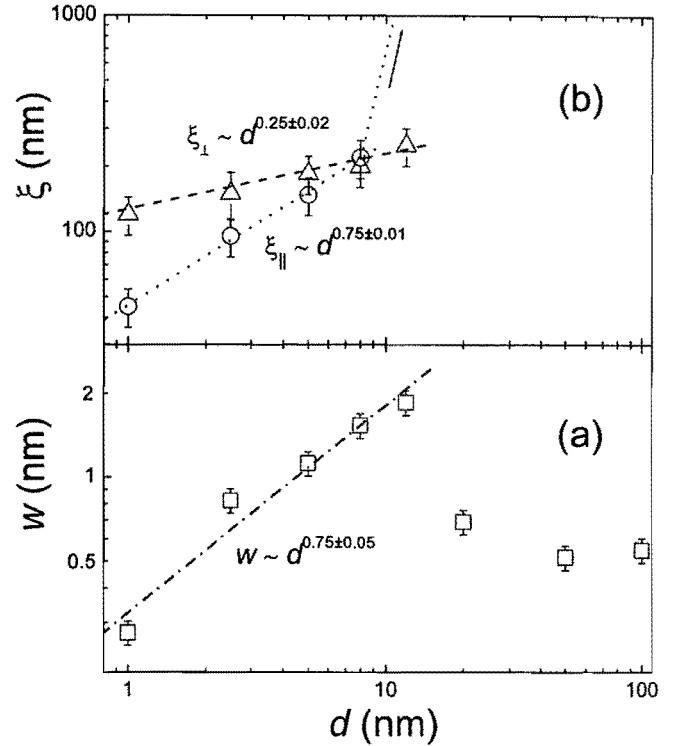 1000
(b)
ξ⊥ ~ d^0.25±0.02
ξ (nm)
100
ξ|| ~ d^0.75±0.01
2
(a)
w (nm)
1
w ~ d^0.75±0.05
0.5
1 10 100
d (nm)